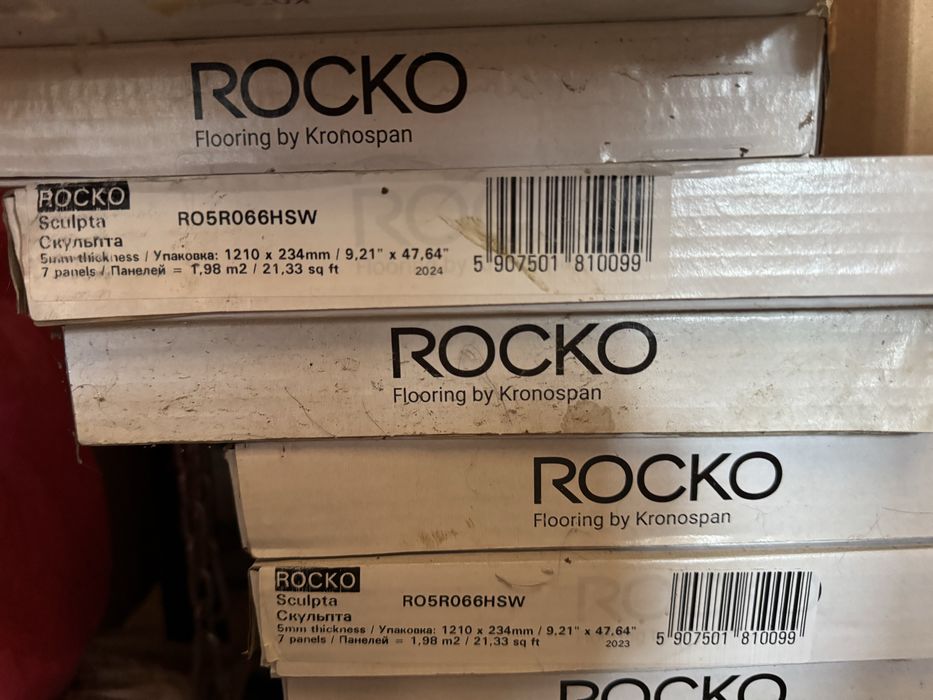 ROCKO
Flooring by Kronospan
ROCKO
Sculpta
RO5R066HSW
Скульпта
5mm thickness / Упаковка: 1210 x 234mm / 9,21" x 47,64"
7 panels / Панелей = 1,98 m2 / 21,33 sq ft
2024
5 907501 810099
ROCKO
Flooring by Kronospan
ROCKO
Flooring by Kronospan
ROCKO
Sculpta
RO5R066HSW
Скульпта
5mm thickness / Упаковка: 1210 x 234mm / 9,21" x 47,64"
7 panels / Панелей = 1,98 m2 / 21,33 sq ft
2023
5 907501 810099
ROCKO